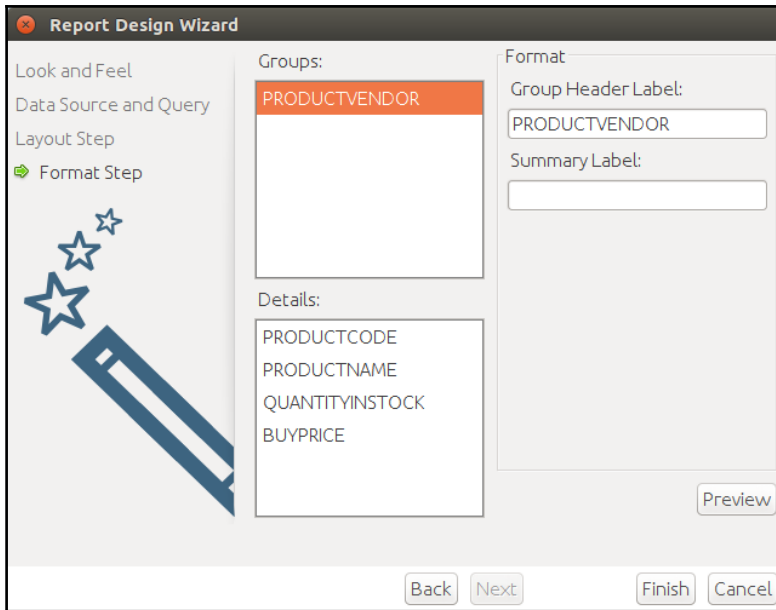 Report Design Wizard
Look and Feel
Data Source and Query
Layout Step
Format Step
Groups:
PRODUCTVENDOR
Details:
PRODUCTCODE
PRODUCTNAME
QUANTITYINSTOCK
BUYPRICE
Format
Group Header Label:
PRODUCTVENDOR
Summary Label:
Preview
Back Next Finish Cancel